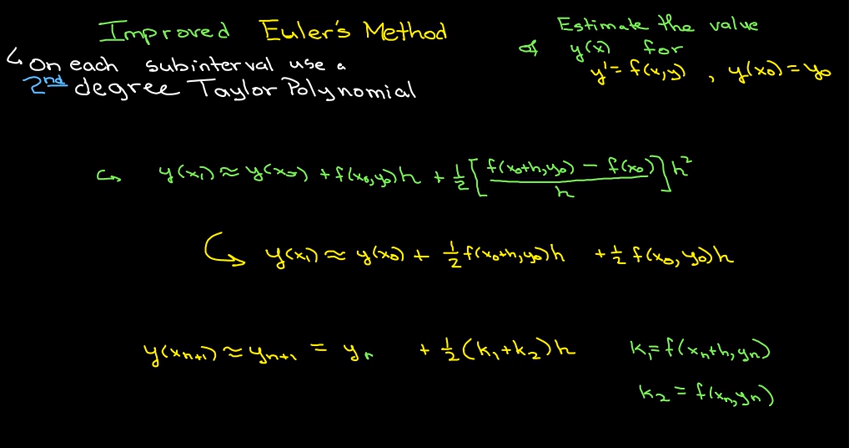 Improved Euler's Method
↳ On each subinterval use a
2nd degree Taylor Polynomial
Estimate the value
of y(x) for
y' = f(x,y) , y(x0) = y0
↪ y(x1) ≈ y(x0) + f(x0,y0)h + 1/2 [ (f(x0+h,y0) − f(x0)) / h ] h²
↪ y(x1) ≈ y(x0) + 1/2 f(x0+h,y0)h + 1/2 f(x0,y0)h
y(xn+1) ≈ yn+1 = yn + 1/2 (k1+k2)h
k1 = f(xn+h, yn)
k2 = f(xn,yn)